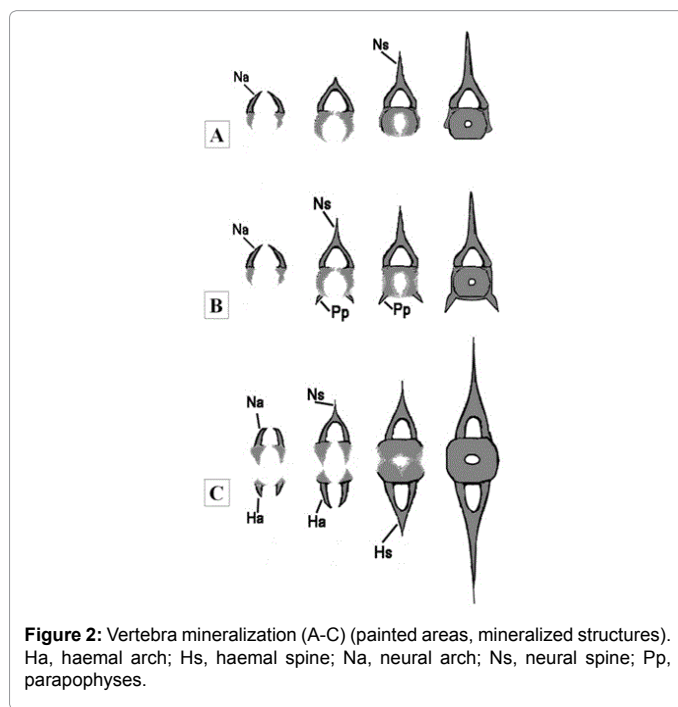 Ns
Na
A
Ns
Na
B
Pp
Pp
Ns
Na
C
Ha
Ha
Hs
Figure 2: Vertebra mineralization (A-C) (painted areas, mineralized structures).
Ha, haemal arch; Hs, haemal spine; Na, neural arch; Ns, neural spine; Pp,
parapophyses.